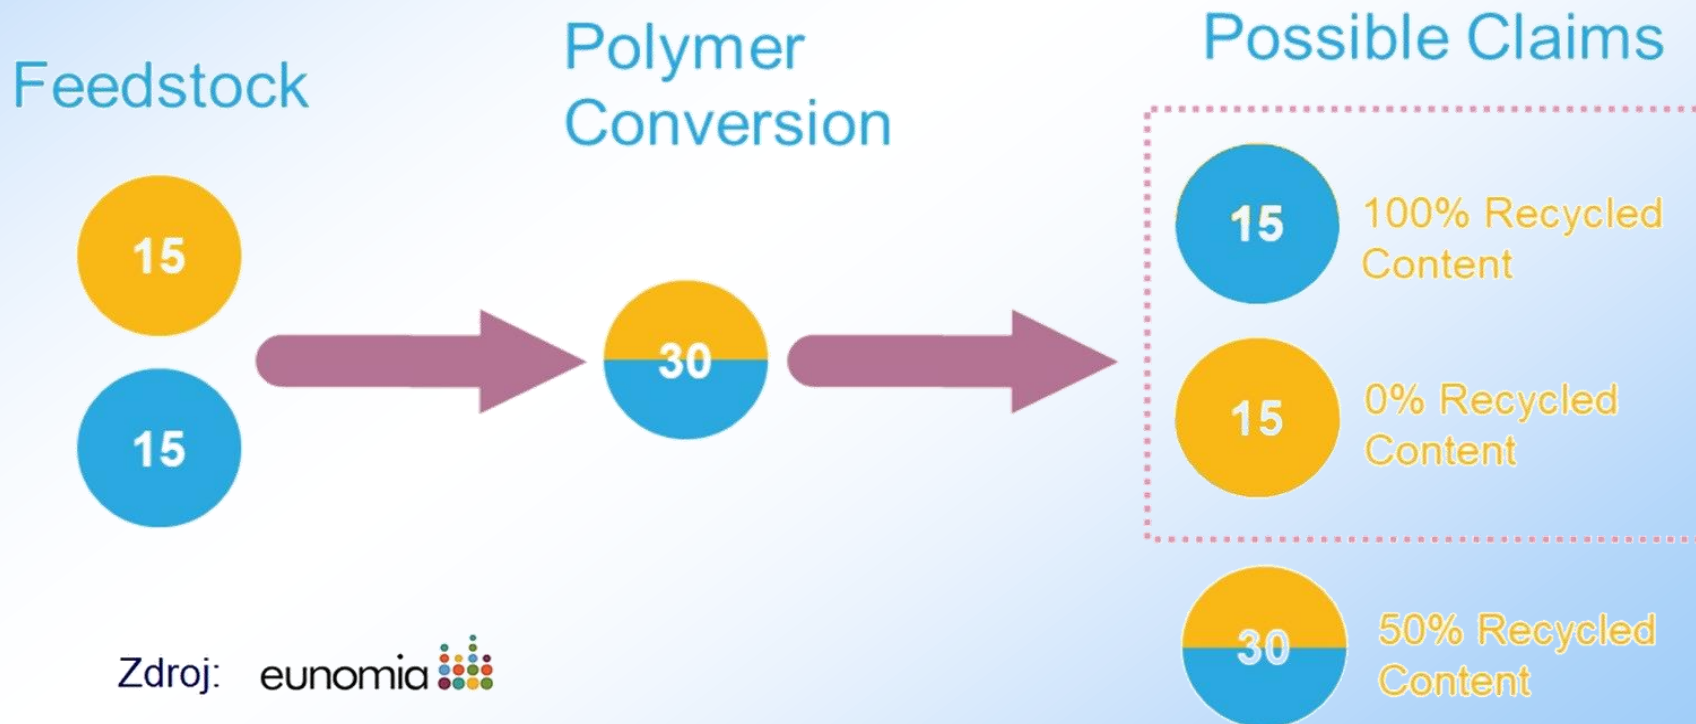 Feedstock
Polymer
Conversion
Possible Claims
15
15
30
15
100% Recycled
Content
15
0% Recycled
Content
30
50% Recycled
Content
Zdroj: eunomia